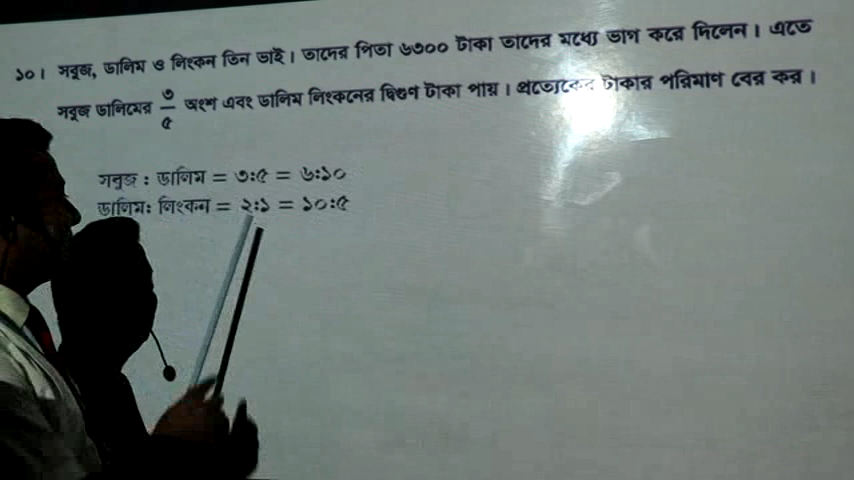 ১০। সবুজ, ডালিম ও লিংকন তিন ভাই। তাদের পিতা ৬৩০০ টাকা তাদের মধ্যে ভাগ করে দিলেন। এতে
সবুজ ডালিমের ৩/৫ অংশ এবং ডালিম লিংকনের দ্বিগুণ টাকা পায়। প্রত্যেকের টাকার পরিমাণ বের কর।
সবুজ : ডালিম = ৩:৫ = ৬:১০
ডালিম: লিংকন = ২:১ = ১০:৫